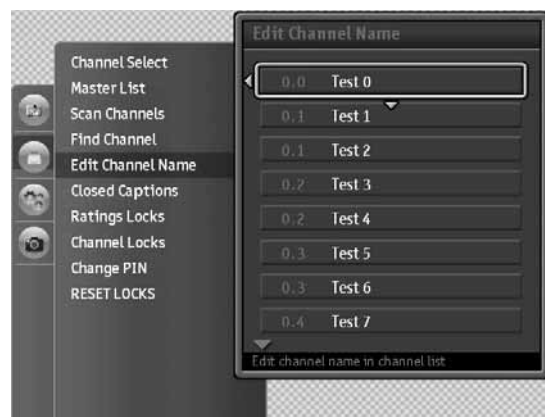 Channel Select
Master List
Scan Channels
Find Channel
Edit Channel Name
Closed Captions
Ratings Locks
Channel Locks
Change PIN
RESET LOCKS
Edit Channel Name
0.0 Test 0
0.1 Test 1
0.1 Test 2
0.2 Test 3
0.2 Test 4
0.3 Test 5
0.3 Test 6
0.4 Test 7
Edit channel name in channel list